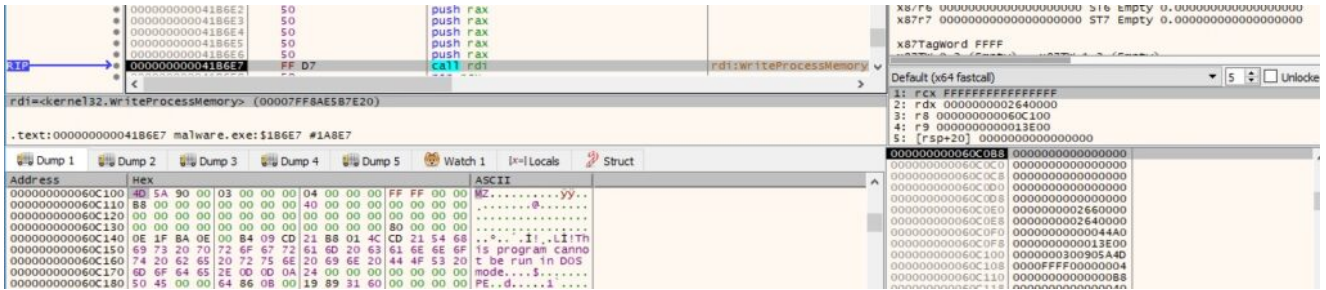 x87r6 00000000000000000000 ST6 Empty 0.000000000000000000
x87r7 00000000000000000000 ST7 Empty 0.000000000000000000
x87TagWord FFFF
000000000041B6E2 50 push rax
000000000041B6E3 50 push rax
000000000041B6E4 50 push rax
000000000041B6E5 50 push rax
000000000041B6E6 50 push rax
RIP 000000000041B6E7 FF D7 call rdi rdi:WriteProcessMemory
rdi=<kernel32.WriteProcessMemory> (00007FF8AE5B7E20)
.text:000000000041B6E7 malware.exe:$1B6E7 #1A8E7
Default (x64 fastcall) 5 Unlocke
1: rcx FFFFFFFFFFFFFFFF
2: rdx 0000000002640000
3: r8 000000000060C100
4: r9 0000000000013E00
5: [rsp+20] 0000000000000000
Dump 1 Dump 2 Dump 3 Dump 4 Dump 5 Watch 1 [x=] Locals Struct
Address Hex ASCII
000000000060C100 4D 5A 90 00 03 00 00 00 04 00 00 00 FF FF 00 00 MZ..........ÿÿ..
000000000060C110 B8 00 00 00 00 00 00 00 40 00 00 00 00 00 00 00 ¸.......@.......
000000000060C120 00 00 00 00 00 00 00 00 00 00 00 00 00 00 00 00 ................
000000000060C130 00 00 00 00 00 00 00 00 00 00 00 00 80 00 00 00 ................
000000000060C140 0E 1F BA 0E 00 B4 09 CD 21 B8 01 4C CD 21 54 68 ..º..´.Í!¸.LÍ!Th
000000000060C150 69 73 20 70 72 6F 67 72 61 6D 20 63 61 6E 6E 6F is program canno
000000000060C160 74 20 62 65 20 72 75 6E 20 69 6E 20 44 4F 53 20 t be run in DOS
000000000060C170 6D 6F 64 65 2E 0D 0D 0A 24 00 00 00 00 00 00 00 mode....$.......
000000000060C180 50 45 00 00 64 86 0B 00 19 89 31 60 00 00 00 00 PE..d.....1`....
000000000060C0B8 0000000000000000
000000000060C0C0 0000000000000000
000000000060C0C8 0000000000000000
000000000060C0D0 0000000000000000
000000000060C0D8 0000000000000000
000000000060C0E0 0000000002660000
000000000060C0E8 0000000002640000
000000000060C0F0 00000000000044A0
000000000060C0F8 0000000000013E00
000000000060C100 0000000300905A4D
000000000060C108 0000FFFF00000004
000000000060C110 00000000000000B8
000000000060C118 0000000000000040